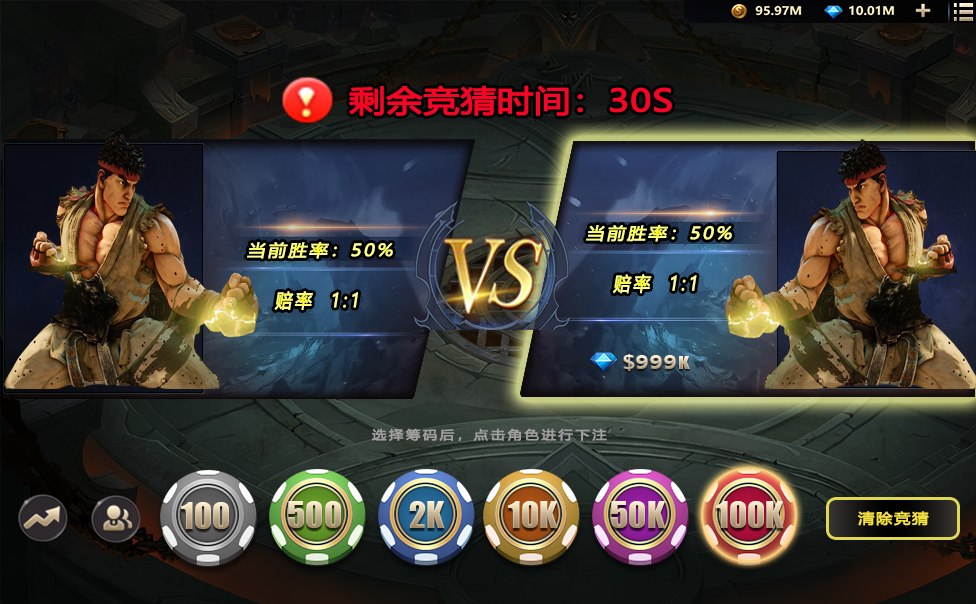 95.97M 10.01M
剩余竞猜时间：30S
当前胜率：50%
赔率 1:1
VS
当前胜率：50%
赔率 1:1
$999K
选择筹码后，点击角色进行下注
100 500 2K 10K 50K 100K
清除竞猜